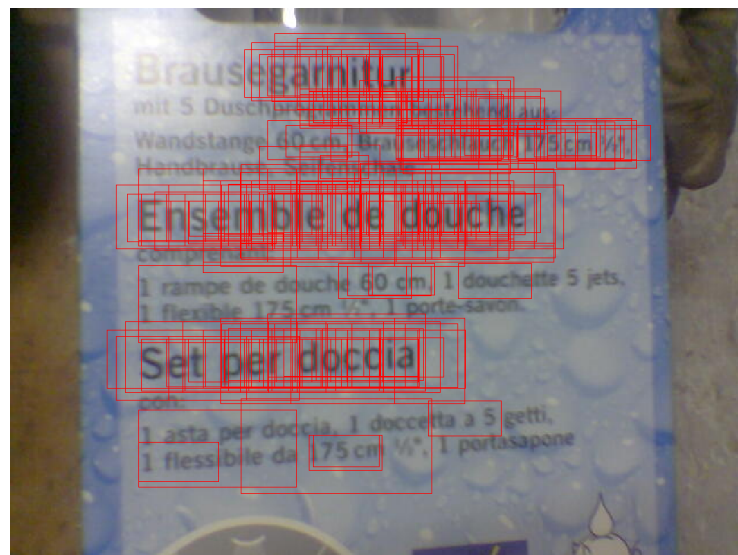 Brausegarnitur
mit 5 Duschprogrammen bestehend aus:
Wandstange 60 cm, Brauseschlauch 175 cm ½",
Handbrause, Seifenschale
Ensemble de douche
comprenant:
1 rampe de douche 60 cm, 1 douchette 5 jets,
1 flexible 175 cm ½", 1 porte-savon.
Set per doccia
con:
1 asta per doccia, 1 doccetta a 5 getti,
1 flessibile da 175 cm ½", 1 portasapone